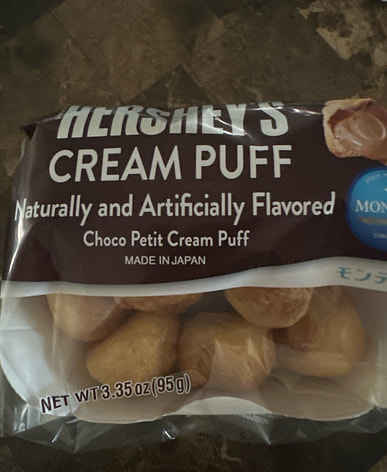 HERSHEY'S
CREAM PUFF
Naturally and Artificially Flavored
Choco Petit Cream Puff
MADE IN JAPAN
MON
モンテ
NET WT 3.35 oz (95g)